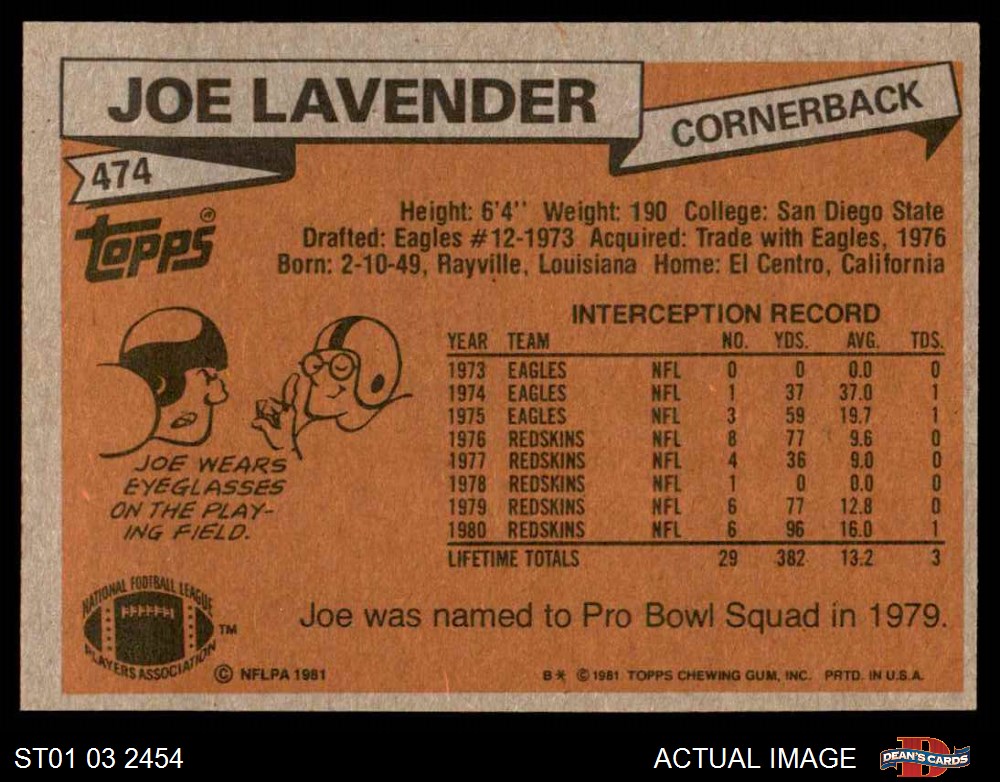 JOE LAVENDER
CORNERBACK
474
topps ®
Height: 6'4'' Weight: 190 College: San Diego State
Drafted: Eagles #12-1973 Acquired: Trade with Eagles, 1976
Born: 2-10-49, Rayville, Louisiana Home: El Centro, California
INTERCEPTION RECORD
YEAR TEAM NO. YDS. AVG. TDS.
1973 EAGLES NFL 0 0 0.0 0
1974 EAGLES NFL 1 37 37.0 1
1975 EAGLES NFL 3 59 19.7 1
1976 REDSKINS NFL 8 77 9.6 0
1977 REDSKINS NFL 4 36 9.0 0
1978 REDSKINS NFL 1 0 0.0 0
1979 REDSKINS NFL 6 77 12.8 0
1980 REDSKINS NFL 6 96 16.0 1
LIFETIME TOTALS 29 382 13.2 3
JOE WEARS
EYEGLASSES
ON THE PLAY-
ING FIELD.
NATIONAL FOOTBALL LEAGUE
PLAYERS ASSOCIATION
TM
© NFLPA 1981
Joe was named to Pro Bowl Squad in 1979.
B* © 1981 TOPPS CHEWING GUM, INC. PRTD. IN U.S.A.
ST01 03 2454
ACTUAL IMAGE
DEAN'S CARDS